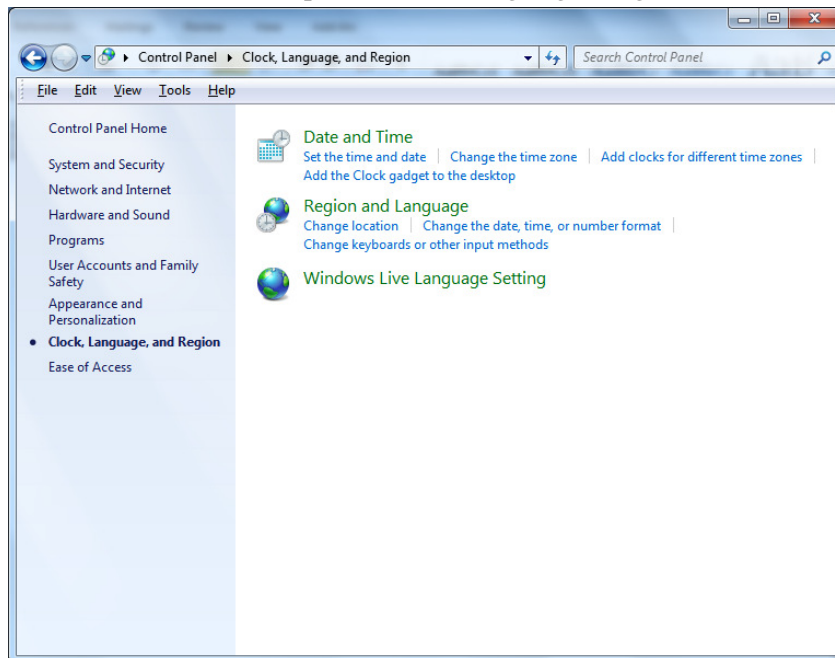 Control Panel ▸ Clock, Language, and Region
Search Control Panel
File Edit View Tools Help
Control Panel Home
System and Security
Network and Internet
Hardware and Sound
Programs
User Accounts and Family
Safety
Appearance and
Personalization
Clock, Language, and Region
Ease of Access
Date and Time
Set the time and date Change the time zone Add clocks for different time zones
Add the Clock gadget to the desktop
Region and Language
Change location Change the date, time, or number format
Change keyboards or other input methods
Windows Live Language Setting